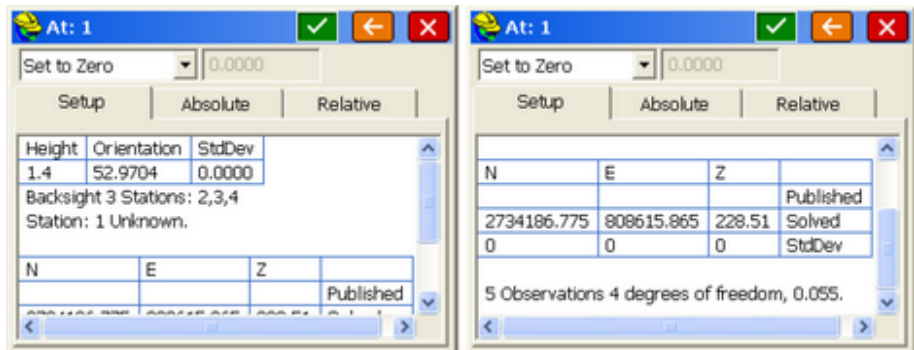 At: 1
Set to Zero 0.0000
Setup Absolute Relative
Height Orientation StdDev
1.4 52.9704 0.0000
Backsight 3 Stations: 2,3,4
Station: 1 Unknown.
N E Z
Published
At: 1
Set to Zero 0.0000
Setup Absolute Relative
N E Z
Published
2734186.775 808615.865 228.51 Solved
0 0 0 StdDev
5 Observations 4 degrees of freedom, 0.055.